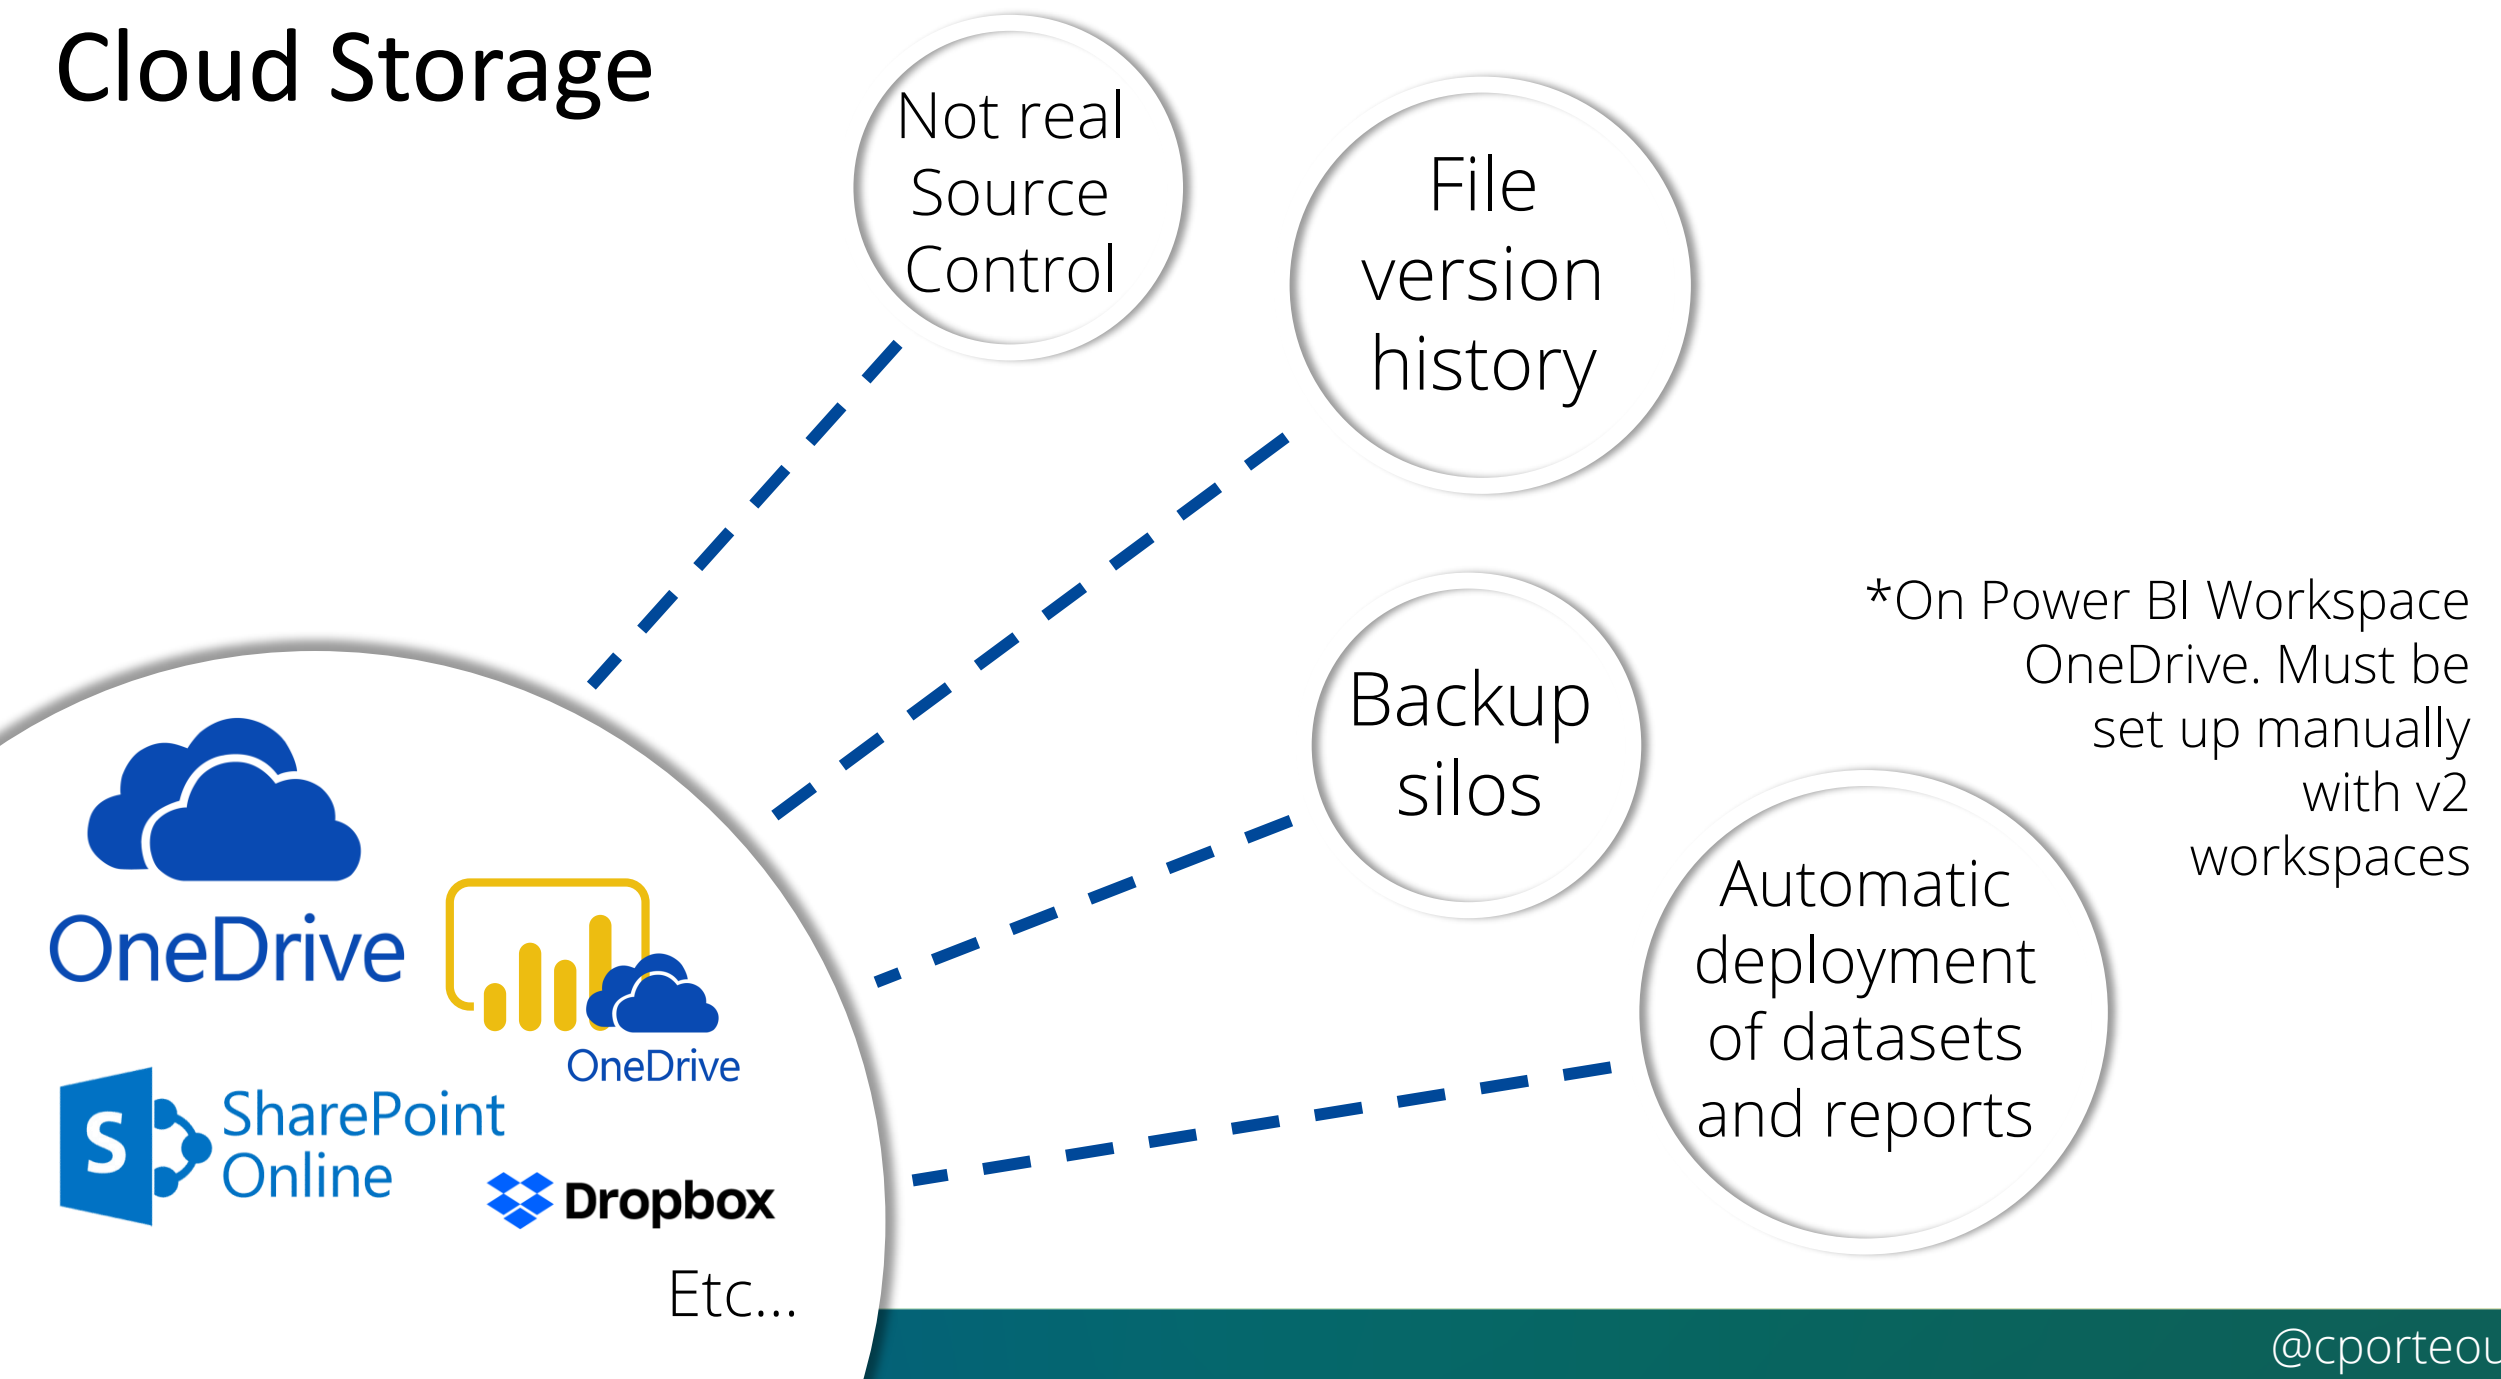 Cloud Storage
Not real
Source
Control
File
version
history
Backup
silos
*On Power BI Workspace
OneDrive. Must be
set up manually
with v2
workspaces
Automatic
deployment
of datasets
and reports
OneDrive
OneDrive
S
SharePoint
Online
Dropbox
Etc...
@cporteou